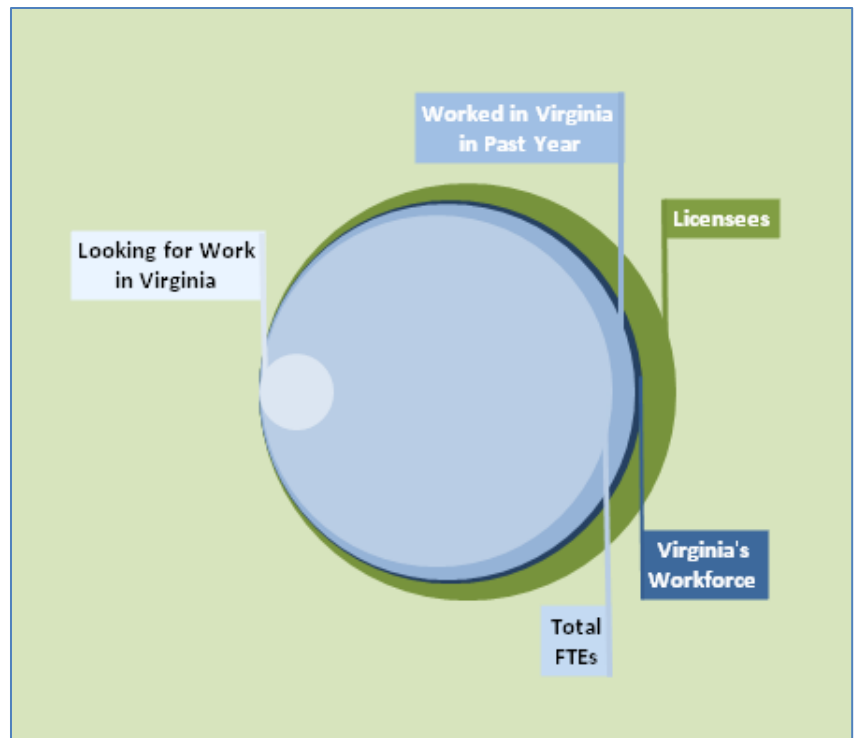 Worked in Virginia
in Past Year
Licensees
Looking for Work
in Virginia
Virginia's
Workforce
Total
FTEs